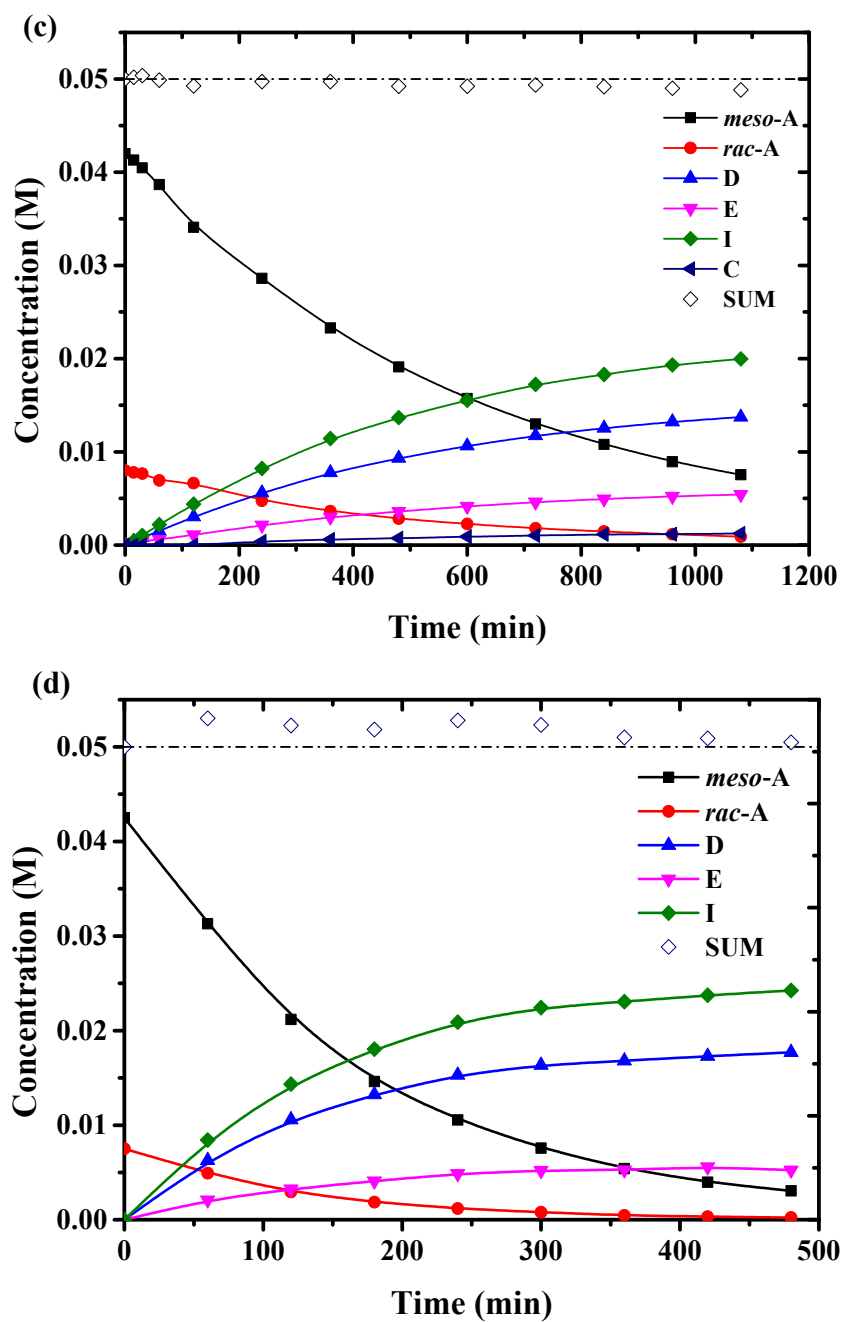 (c)
0.05
0.04
0.03
0.02
0.01
0.00
Concentration (M)
meso-A
rac-A
D
E
I
C
SUM
0 200 400 600 800 1000 1200
Time (min)
(d)
0.05
0.04
0.03
0.02
0.01
0.00
Concentration (M)
meso-A
rac-A
D
E
I
SUM
0 100 200 300 400 500
Time (min)